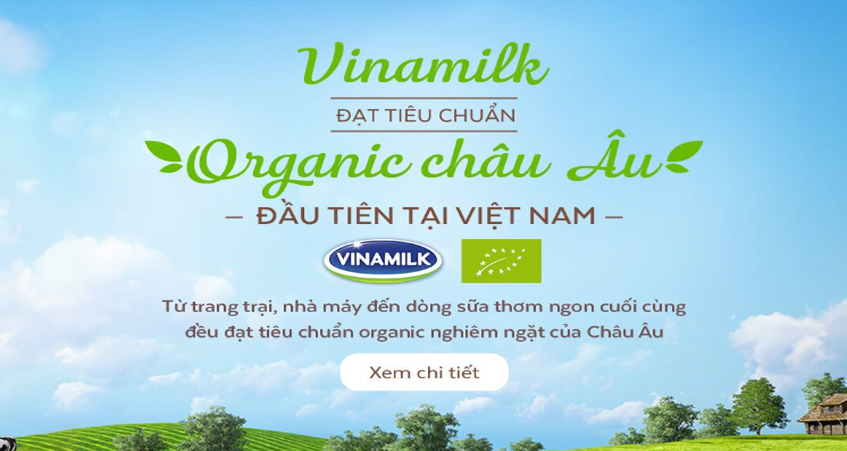 Vinamilk
ĐẠT TIÊU CHUẨN
Organic châu Âu
– ĐẦU TIÊN TẠI VIỆT NAM –
VINAMILK
Từ trang trại, nhà máy đến dòng sữa thơm ngon cuối cùng
đều đạt tiêu chuẩn organic nghiêm ngặt của Châu Âu
Xem chi tiết